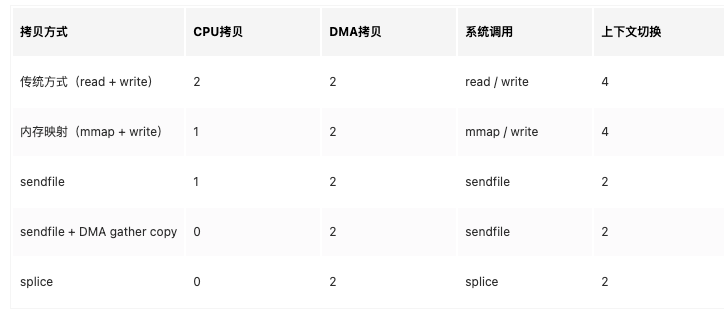 拷贝方式 CPU拷贝 DMA拷贝 系统调用 上下文切换
传统方式（read + write） 2 2 read / write 4
内存映射（mmap + write） 1 2 mmap / write 4
sendfile 1 2 sendfile 2
sendfile + DMA gather copy 0 2 sendfile 2
splice 0 2 splice 2